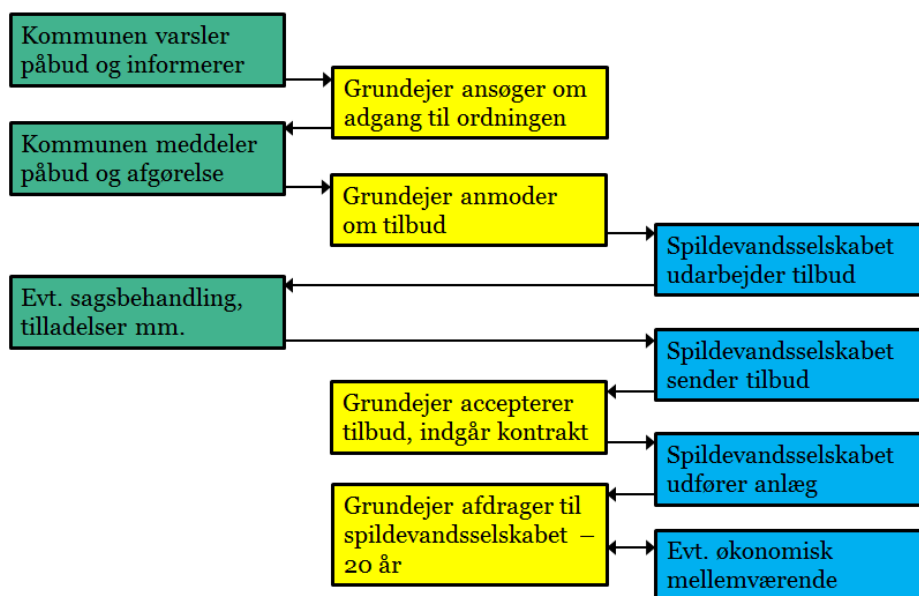 Kommunen varsler
påbud og informerer
Grundejer ansøger om
adgang til ordningen
Kommunen meddeler
påbud og afgørelse
Grundejer anmoder
om tilbud
Spildevandsselskabet
udarbejder tilbud
Evt. sagsbehandling,
tilladelser mm.
Spildevandsselskabet
sender tilbud
Grundejer accepterer
tilbud, indgår kontrakt
Spildevandsselskabet
udfører anlæg
Grundejer afdrager til
spildevandsselskabet –
20 år
Evt. økonomisk
mellemværende